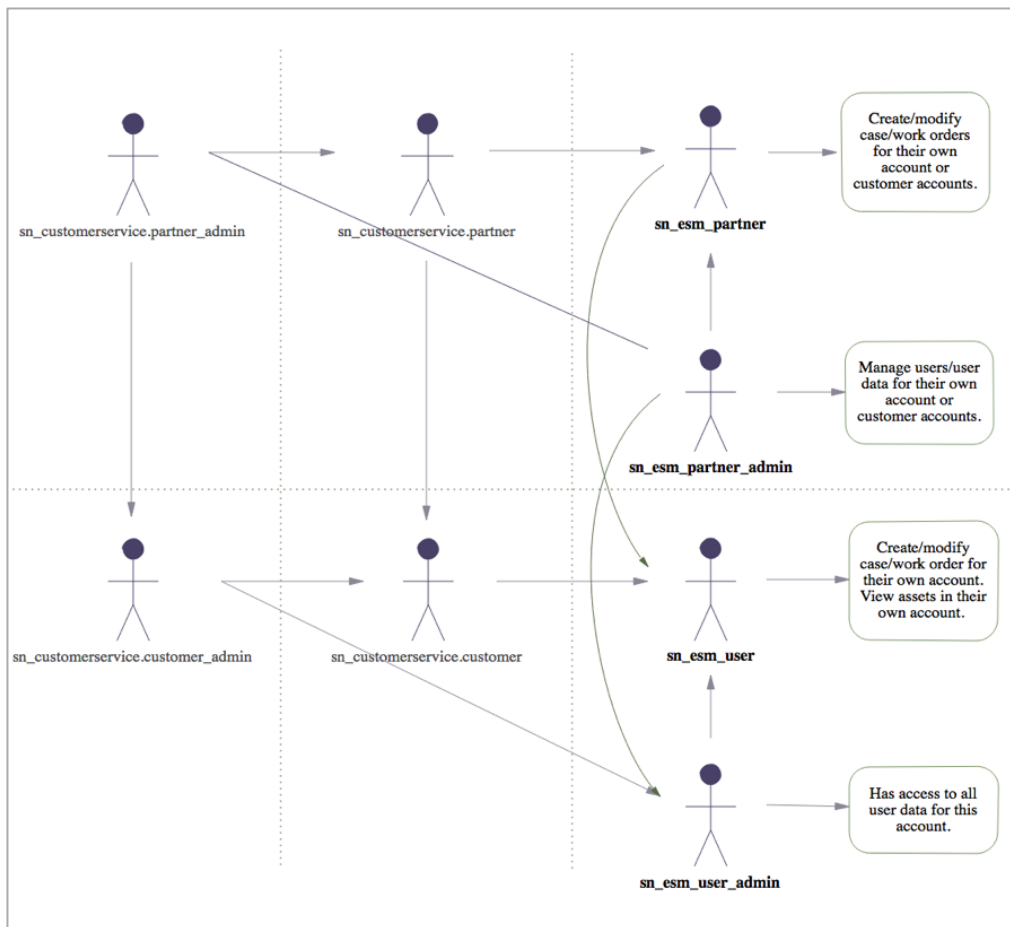 Create/modify
case/work orders
for their own
account or
customer accounts.
sn_customerservice.partner_admin
sn_customerservice.partner
sn_esm_partner
Manage users/user
data for their own
account or
customer accounts.
sn_esm_partner_admin
Create/modify
case/work order for
their own account.
View assets in their
own account.
sn_customerservice.customer_admin
sn_customerservice.customer
sn_esm_user
Has access to all
user data for this
account.
sn_esm_user_admin